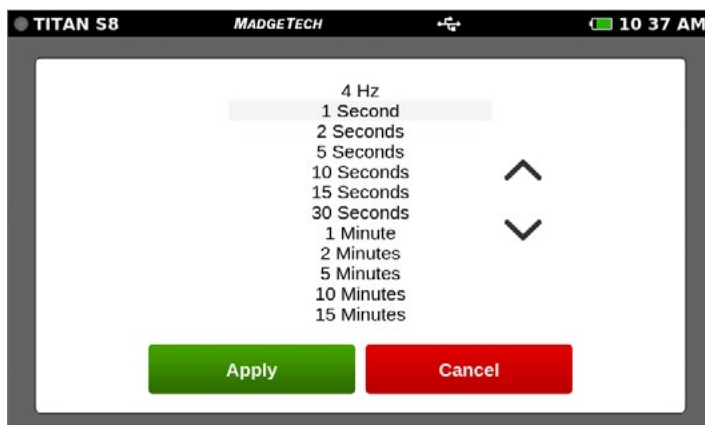 TITAN S8 MADGETECH 10 37 AM
4 Hz
1 Second
2 Seconds
5 Seconds
10 Seconds
15 Seconds
30 Seconds
1 Minute
2 Minutes
5 Minutes
10 Minutes
15 Minutes
Apply Cancel